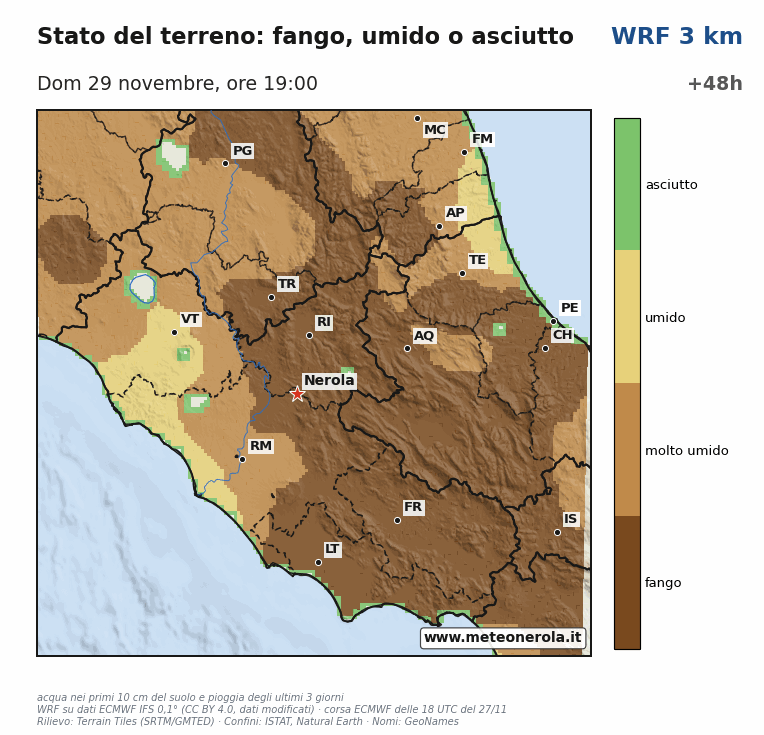 Stato del terreno: fango, umido o asciutto
WRF 3 km
Dom 29 novembre, ore 19:00
+48h
MC
FM
PG
AP
TE
TR
PE
VT
RI
AQ
CH
Nerola
RM
FR
IS
LT
www.meteonerola.it
asciutto
umido
molto umido
fango
acqua nei primi 10 cm del suolo e pioggia degli ultimi 3 giorni
WRF su dati ECMWF IFS 0,1° (CC BY 4.0, dati modificati) · corsa ECMWF delle 18 UTC del 27/11
Rilievo: Terrain Tiles (SRTM/GMTED) · Confini: ISTAT, Natural Earth · Nomi: GeoNames